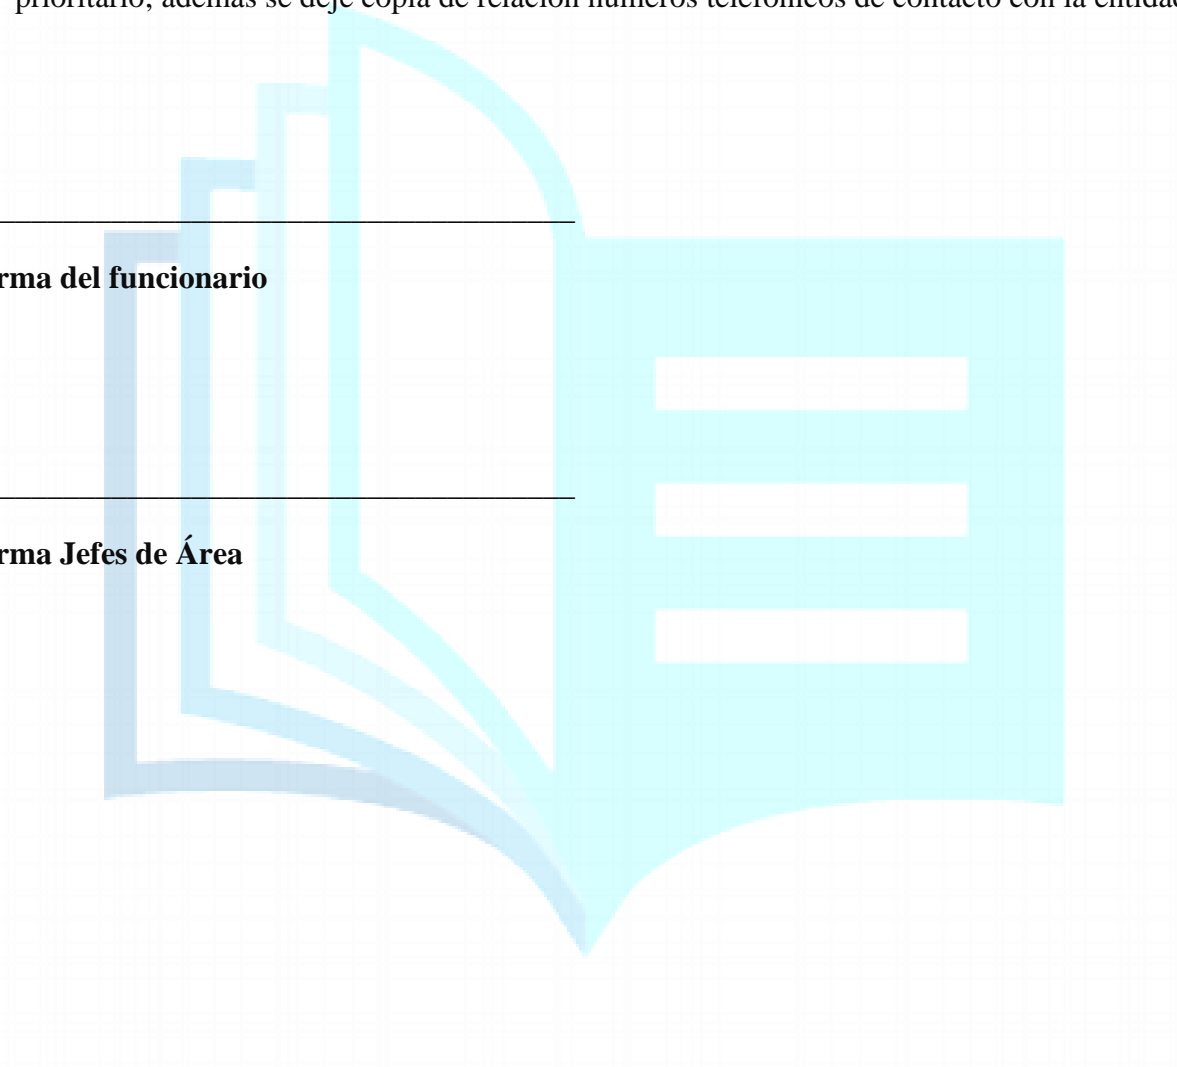 prioritario, además se deje copia de relación números telefónicos de contacto con la entidad
rma del funcionario
rma Jefes de Área